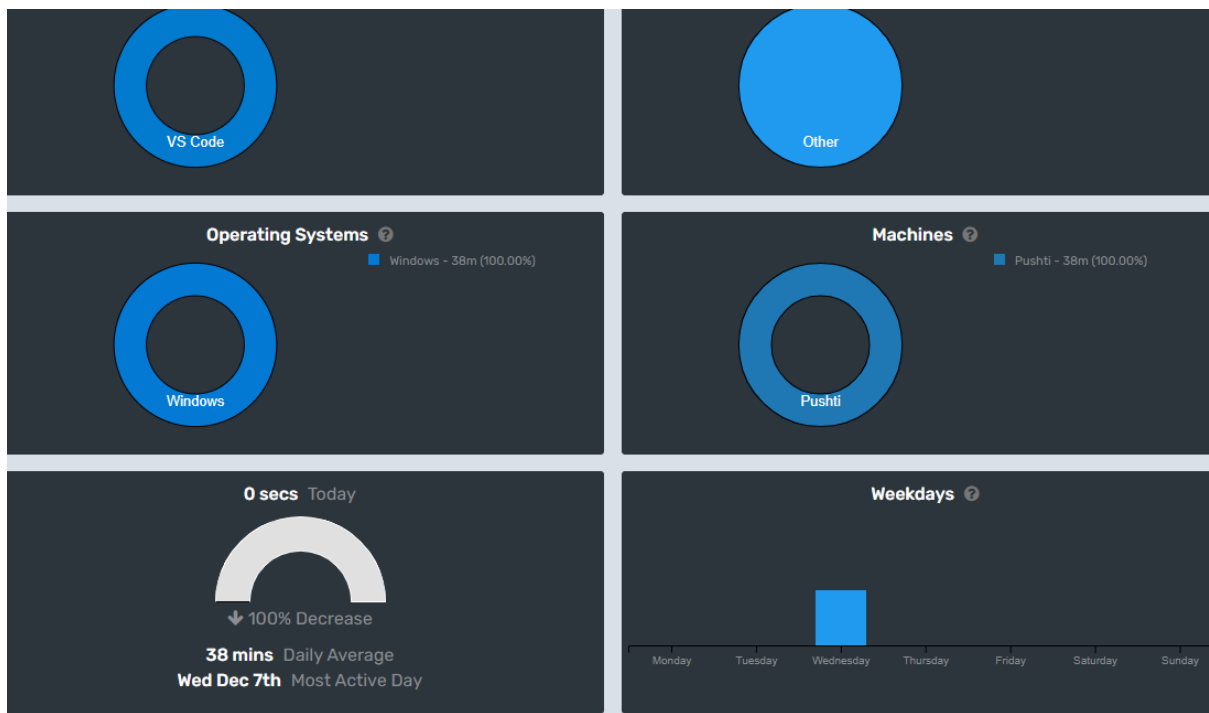 VS Code
Other
Operating Systems ?
Windows - 38m (100.00%)
Windows
Machines ?
Pushti - 38m (100.00%)
Pushti
0 secs Today
100% Decrease
38 mins Daily Average
Wed Dec 7th Most Active Day
Weekdays ?
Monday Tuesday Wednesday Thursday Friday Saturday Sunday